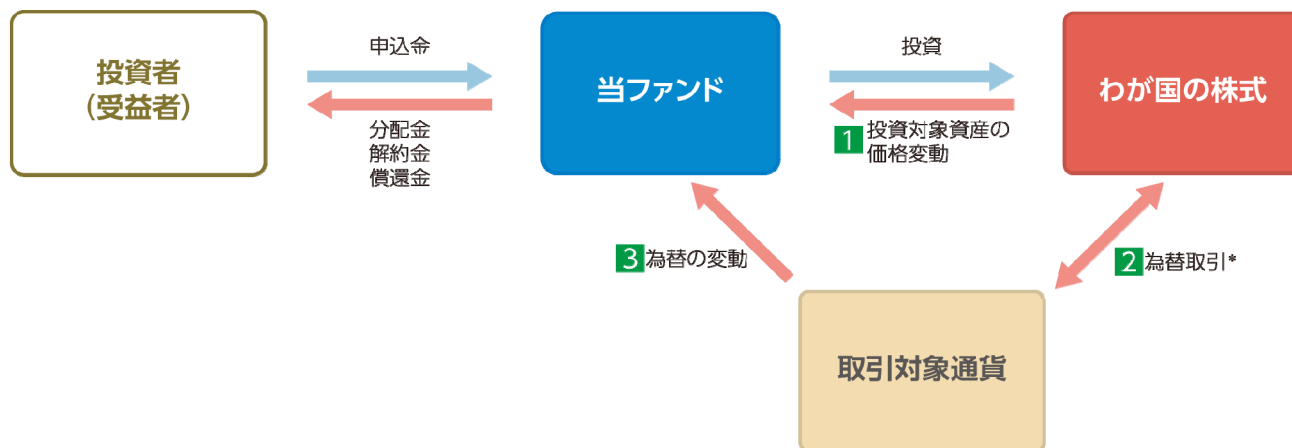 投資者
(受益者)
申込金
分配金
解約金
償還金
当ファンド
投資
1 投資対象資産の
価格変動
わが国の株式
3 為替の変動
2 為替取引*
取引対象通貨